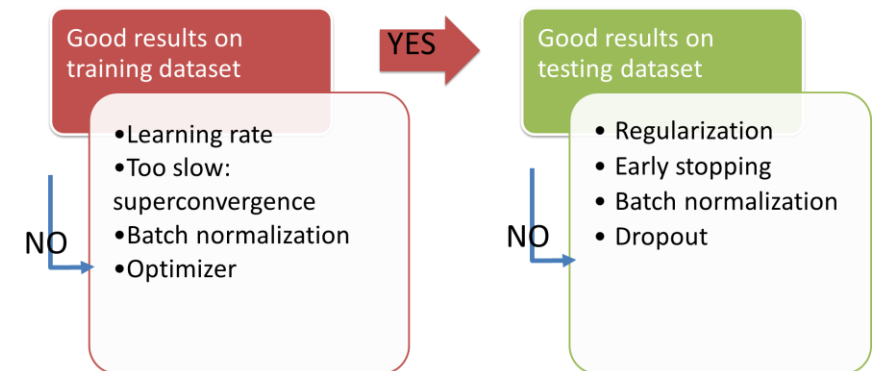 Good results on
training dataset
YES
Good results on
testing dataset
•Learning rate
•Too slow:
superconvergence
•Batch normalization
•Optimizer
NO
• Regularization
• Early stopping
• Batch normalization
• Dropout
NO